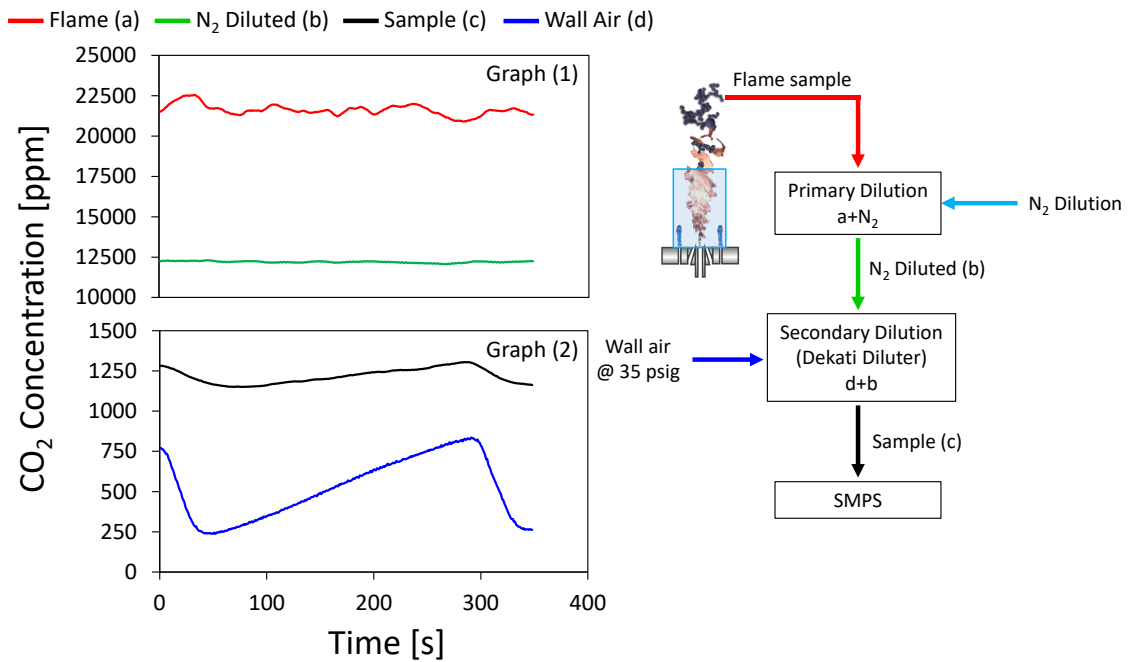 Flame (a) N₂ Diluted (b) Sample (c) Wall Air (d)
CO₂ Concentration [ppm]
25000
22500
20000
17500
15000
12500
10000
Graph (1)
1500
1250
1000
750
500
250
0
Graph (2)
0 100 200 300 400
Time [s]
Flame sample
Primary Dilution
a+N₂
N₂ Dilution
N₂ Diluted (b)
Wall air
@ 35 psig
Secondary Dilution
(Dekati Diluter)
d+b
Sample (c)
SMPS